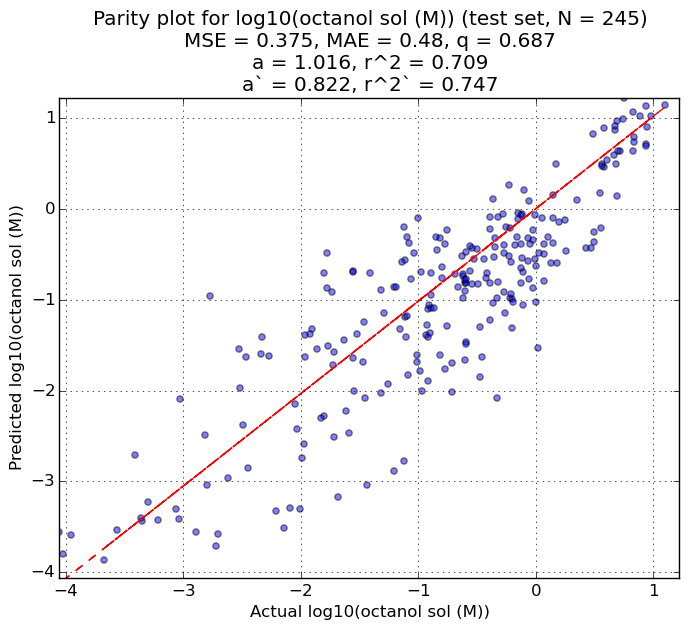 Parity plot for log10(octanol sol (M)) (test set, N = 245)
MSE = 0.375, MAE = 0.48, q = 0.687
a = 1.016, r^2 = 0.709
a` = 0.822, r^2` = 0.747
1
0
−1
−2
−3
−4
Predicted log10(octanol sol (M))
−4 −3 −2 −1 0 1
Actual log10(octanol sol (M))